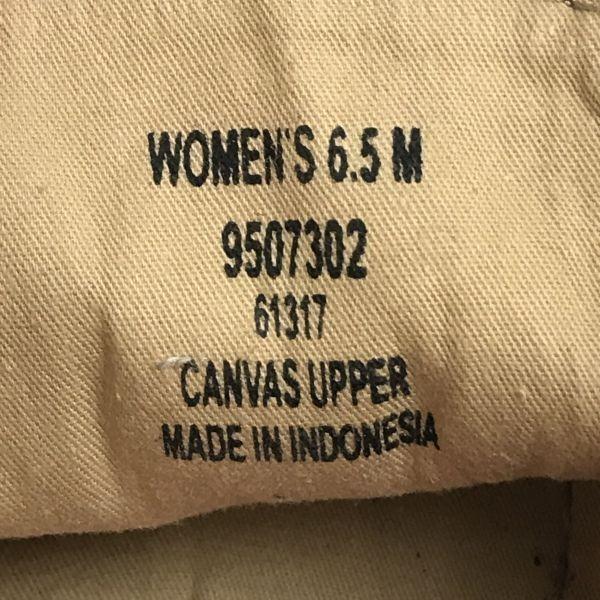 WOMEN'S 6.5 M
9507302
61317
CANVAS UPPER
MADE IN INDONESIA